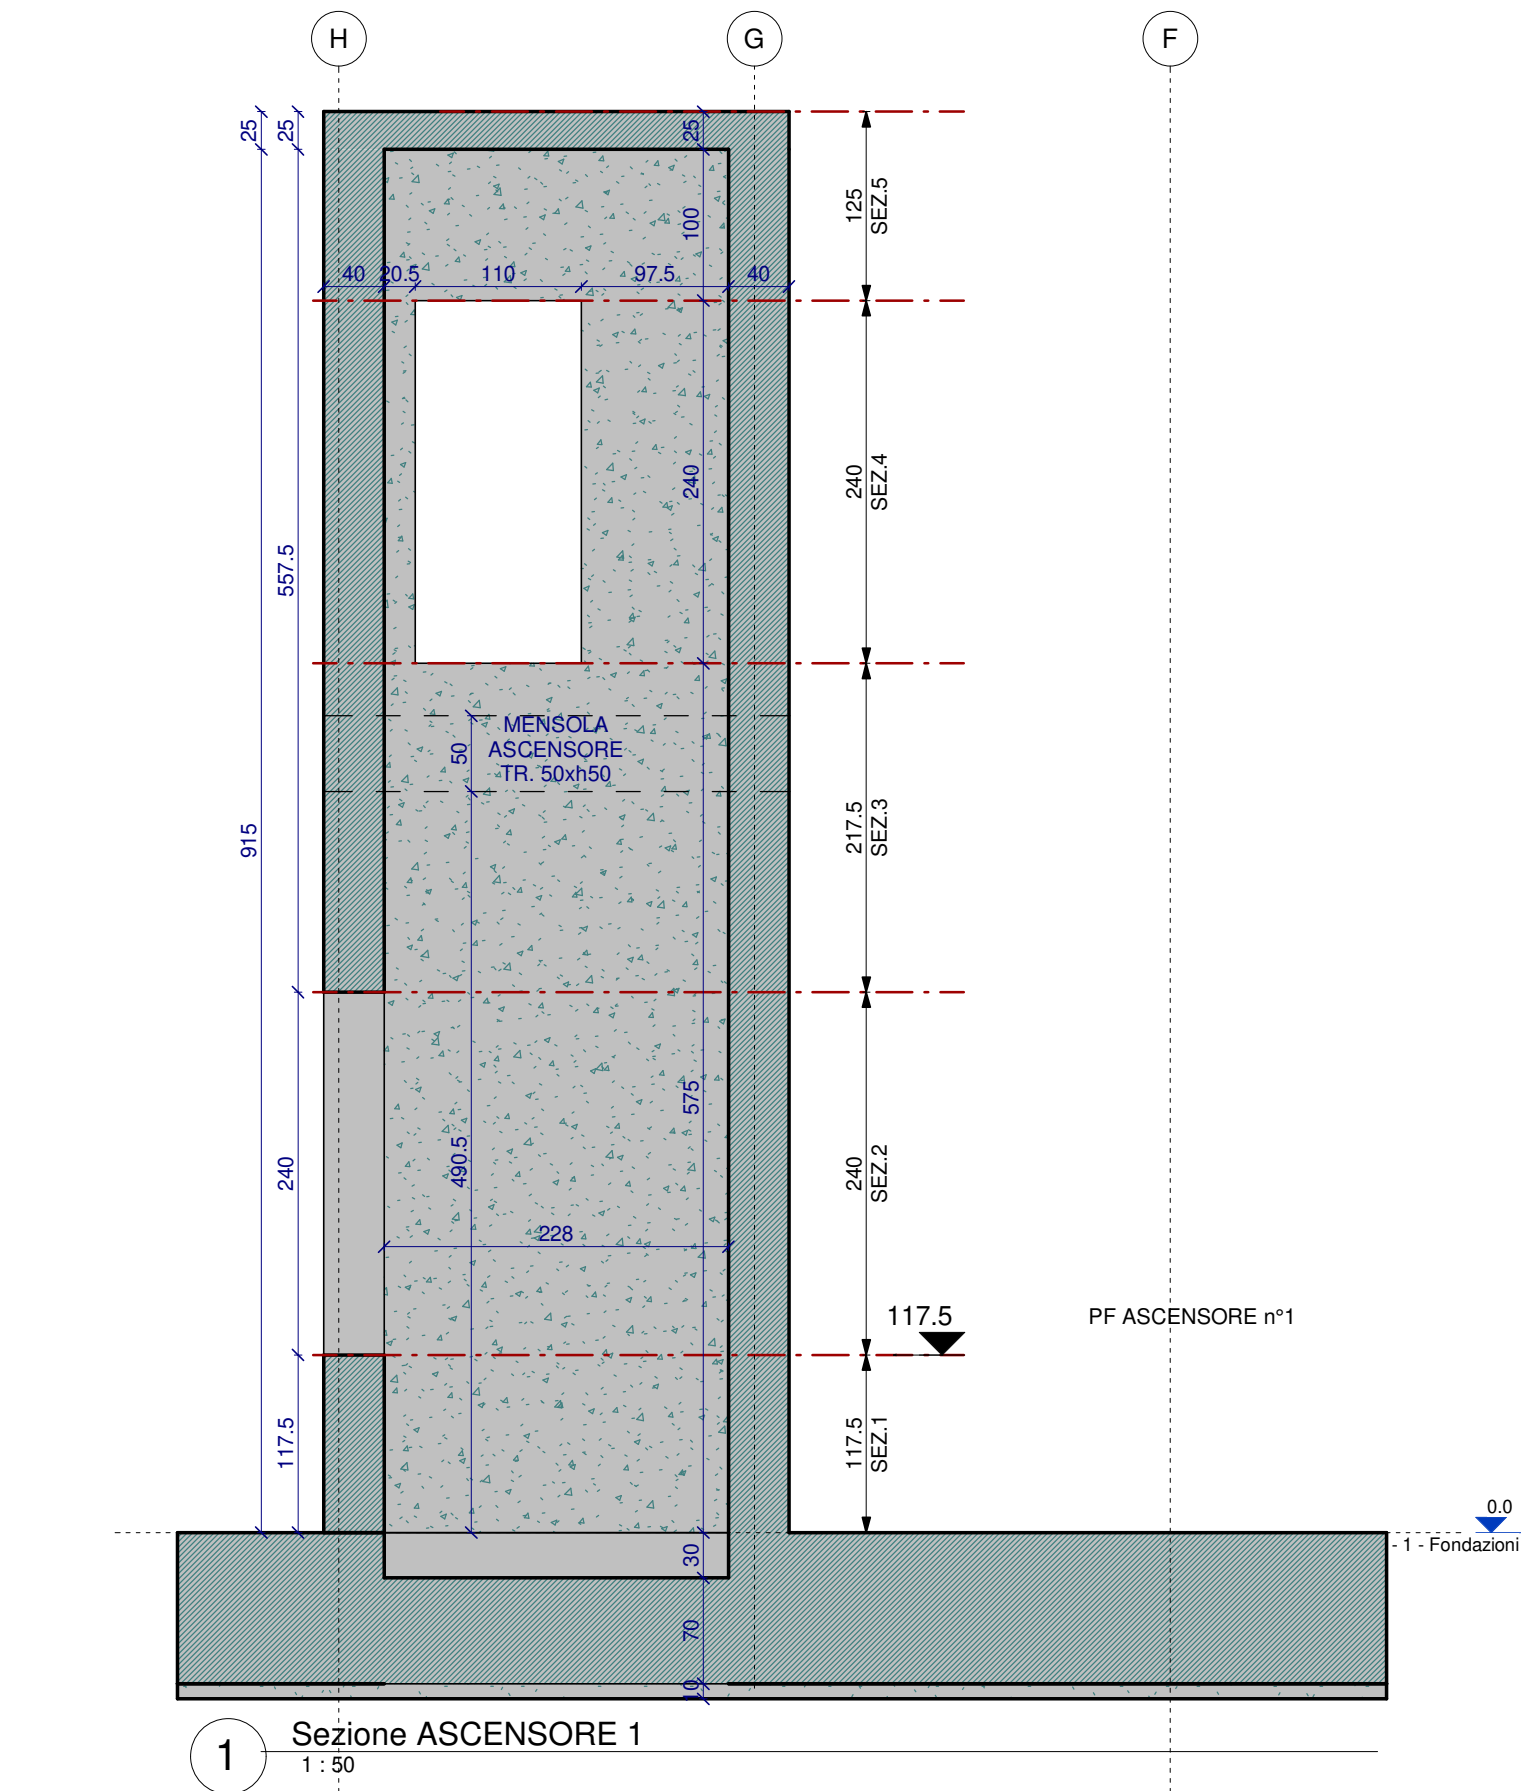 H
G
F
25
25
25
125
SEZ.5
100
40
20.5
110
97.5
40
240
240
SEZ.4
557.5
MENSOLA
ASCENSORE
TR. 50xh50
50
915
217.5
SEZ.3
575
490.5
240
240
SEZ.2
228
117.5
PF ASCENSORE n°1
117.5
117.5
SEZ.1
0.0
- 1 - Fondazioni
30
70
10
1
Sezione ASCENSORE 1
1 : 50